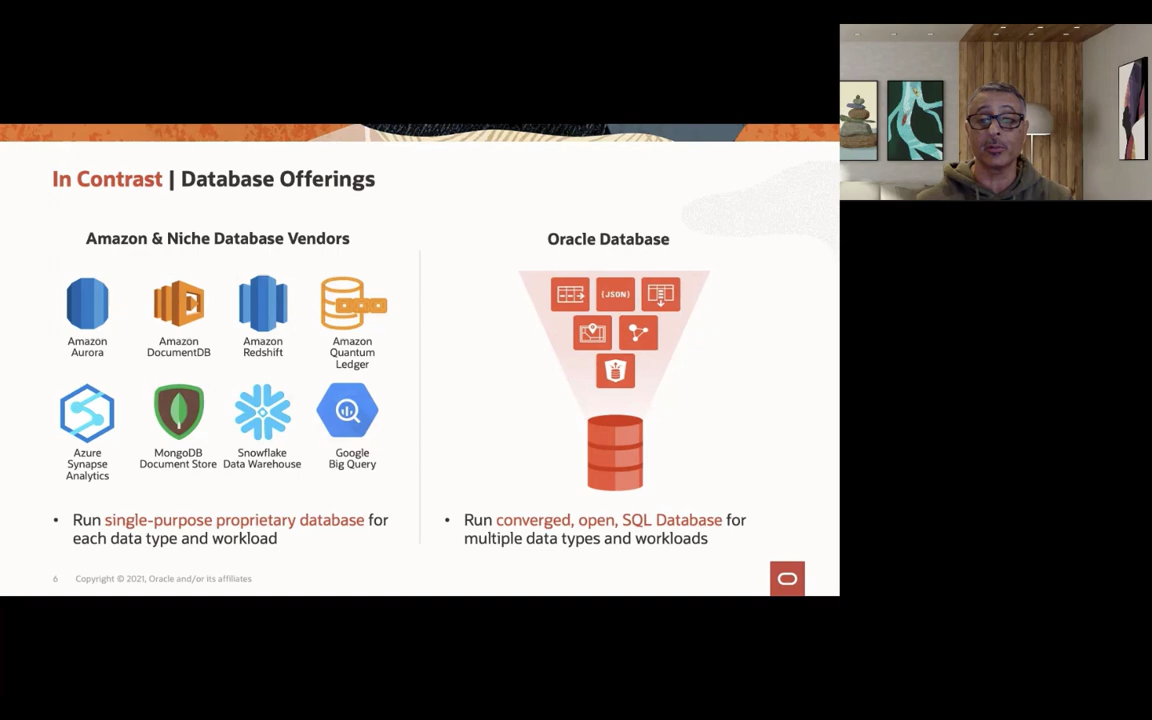 In Contrast | Database Offerings
Amazon & Niche Database Vendors
Amazon
Aurora
Amazon
DocumentDB
Amazon
Redshift
Amazon
Quantum
Ledger
Azure
Synapse
Analytics
MongoDB
Document Store
Snowflake
Data Warehouse
Google
Big Query
• Run single-purpose proprietary database for
each data type and workload
Oracle Database
{JSON}
• Run converged, open, SQL Database for
multiple data types and workloads
6 Copyright © 2021, Oracle and/or its affiliates